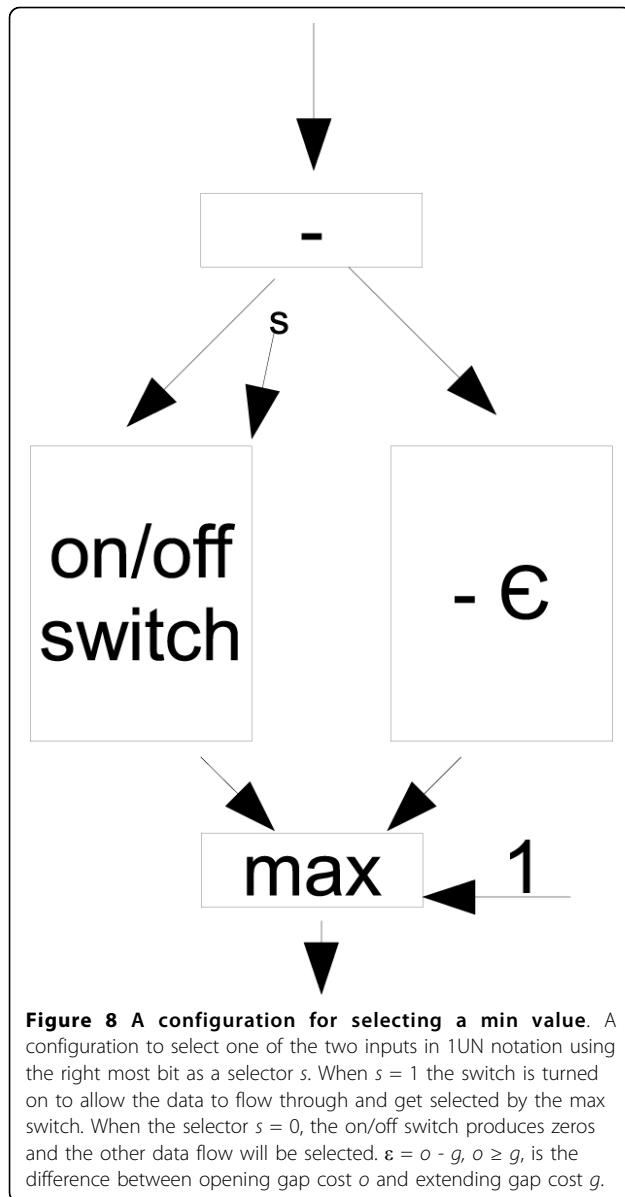 -
s
on/off
switch
- Є
max
1
Figure 8 A configuration for selecting a min value. A
configuration to select one of the two inputs in 1UN notation using
the right most bit as a selector s. When s = 1 the switch is turned
on to allow the data to flow through and get selected by the max
switch. When the selector s = 0, the on/off switch produces zeros
and the other data flow will be selected. ε = o - g, o ≥ g, is the
difference between opening gap cost o and extending gap cost g.